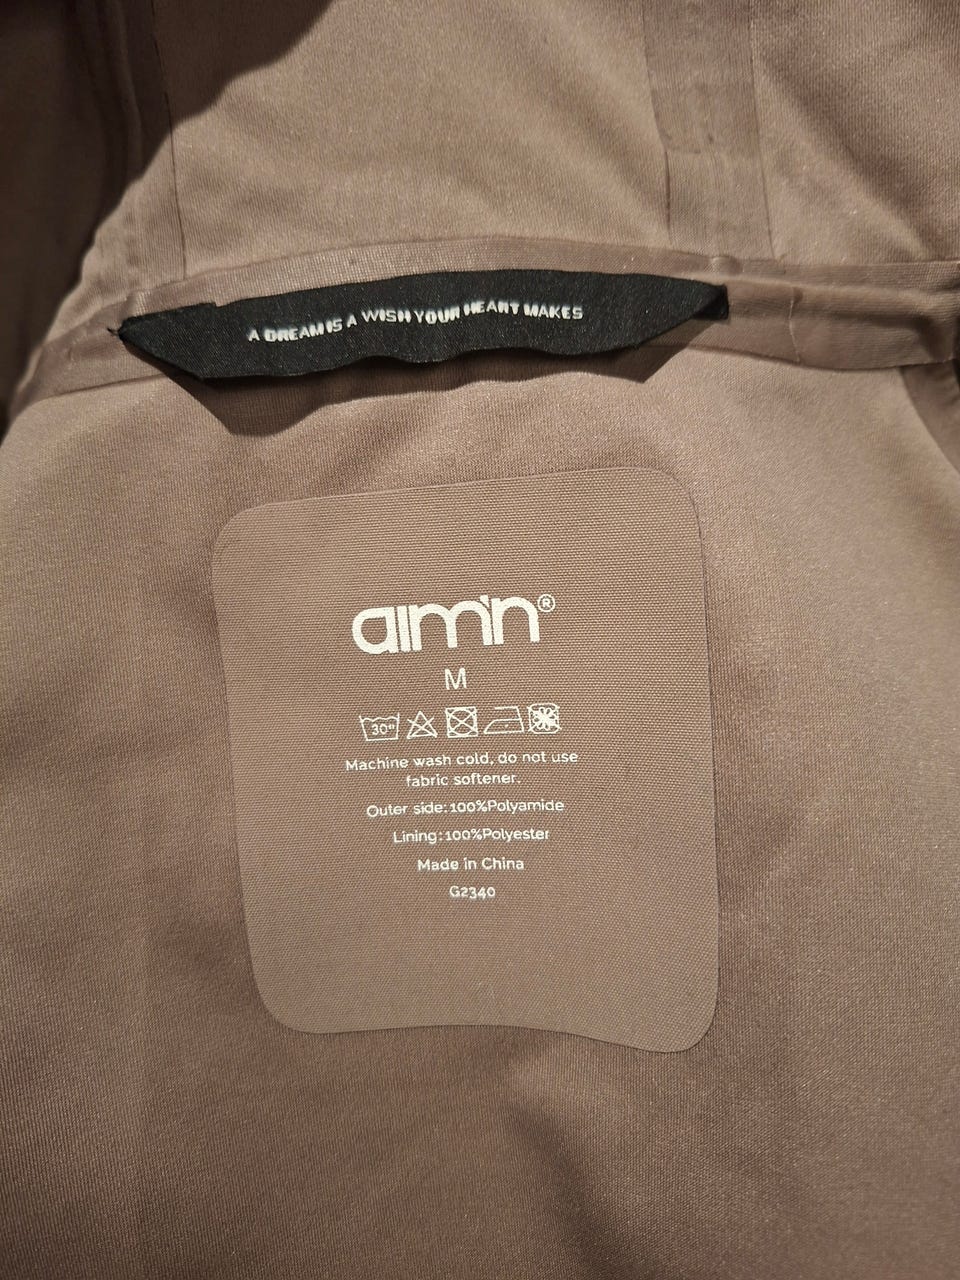 A DREAM IS A WISH YOUR HEART MAKES
aim'n®
M
30°
Machine wash cold, do not use
fabric softener.
Outer side:100%Polyamide
Lining:100%Polyester
Made in China
G2340